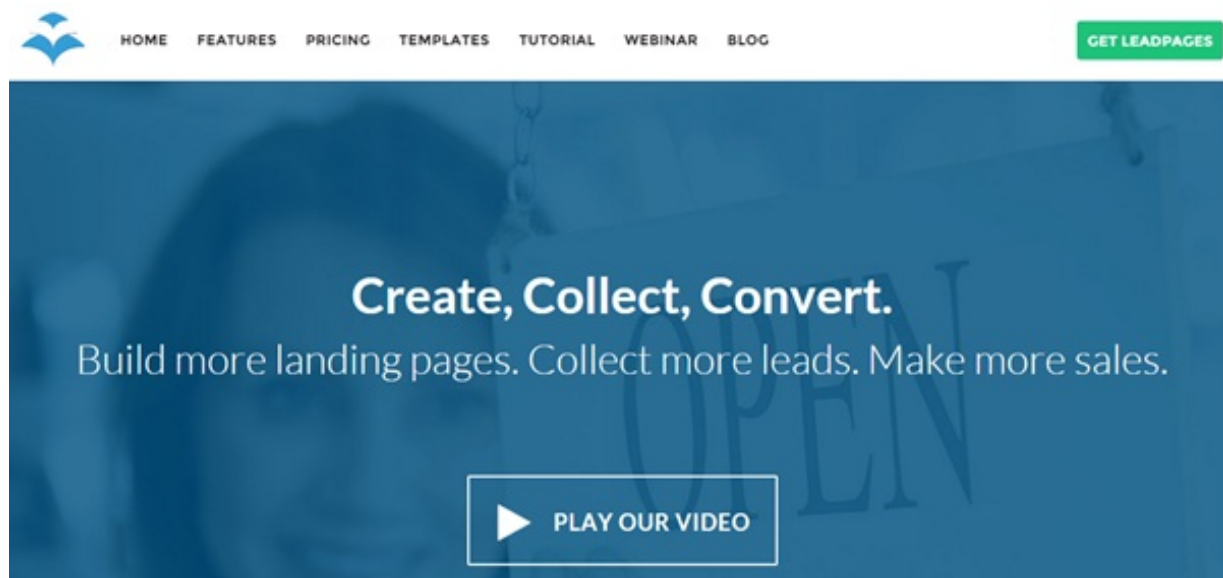 HOME FEATURES PRICING TEMPLATES TUTORIAL WEBINAR BLOG GET LEADPAGES
OPEN
Create, Collect, Convert.
Build more landing pages. Collect more leads. Make more sales.
PLAY OUR VIDEO